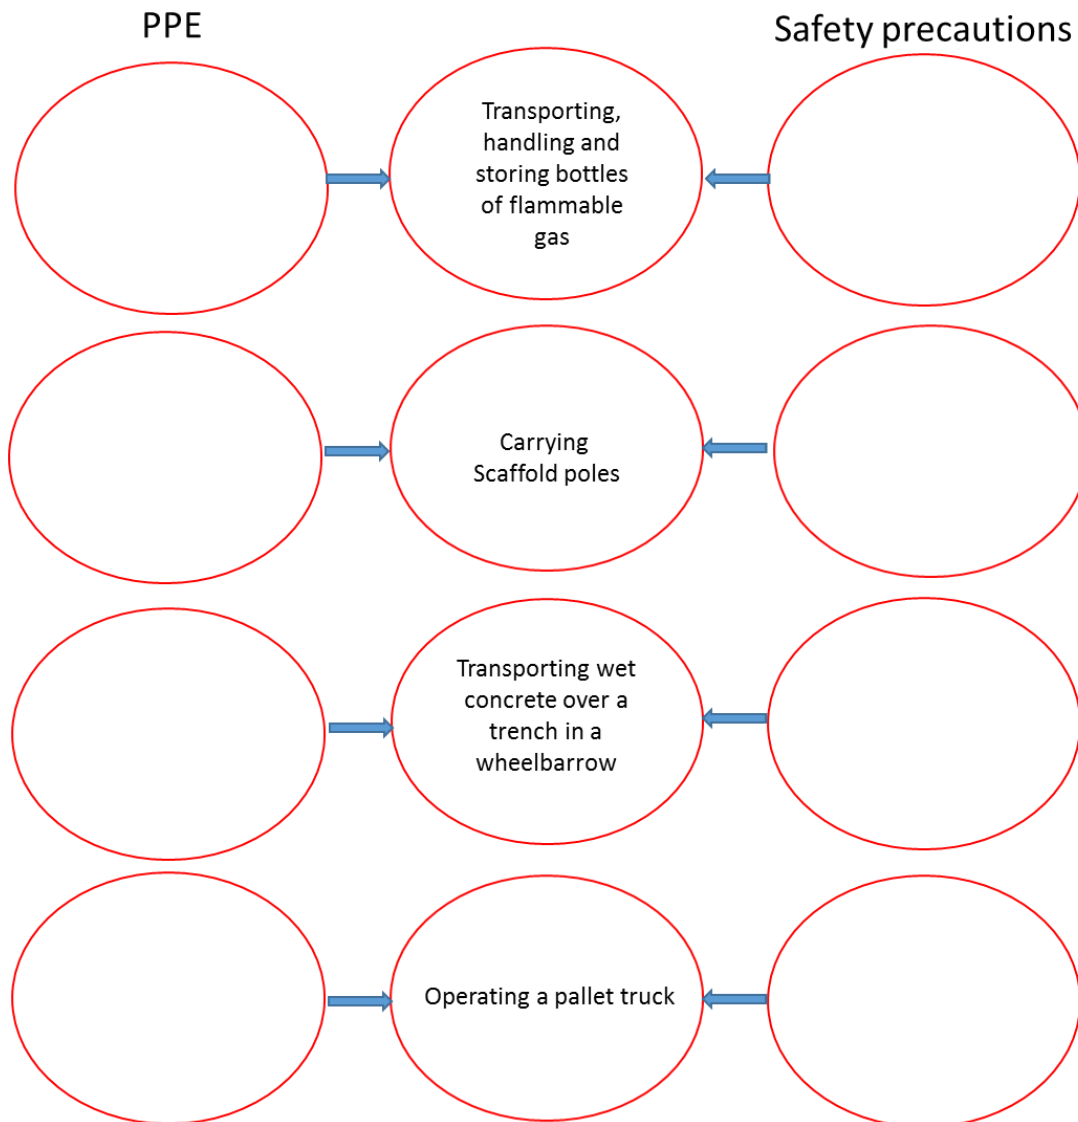 PPE
Safety precautions
Transporting,
handling and
storing bottles
of flammable
gas
Carrying
Scaffold poles
Transporting wet
concrete over a
trench in a
wheelbarrow
Operating a pallet truck